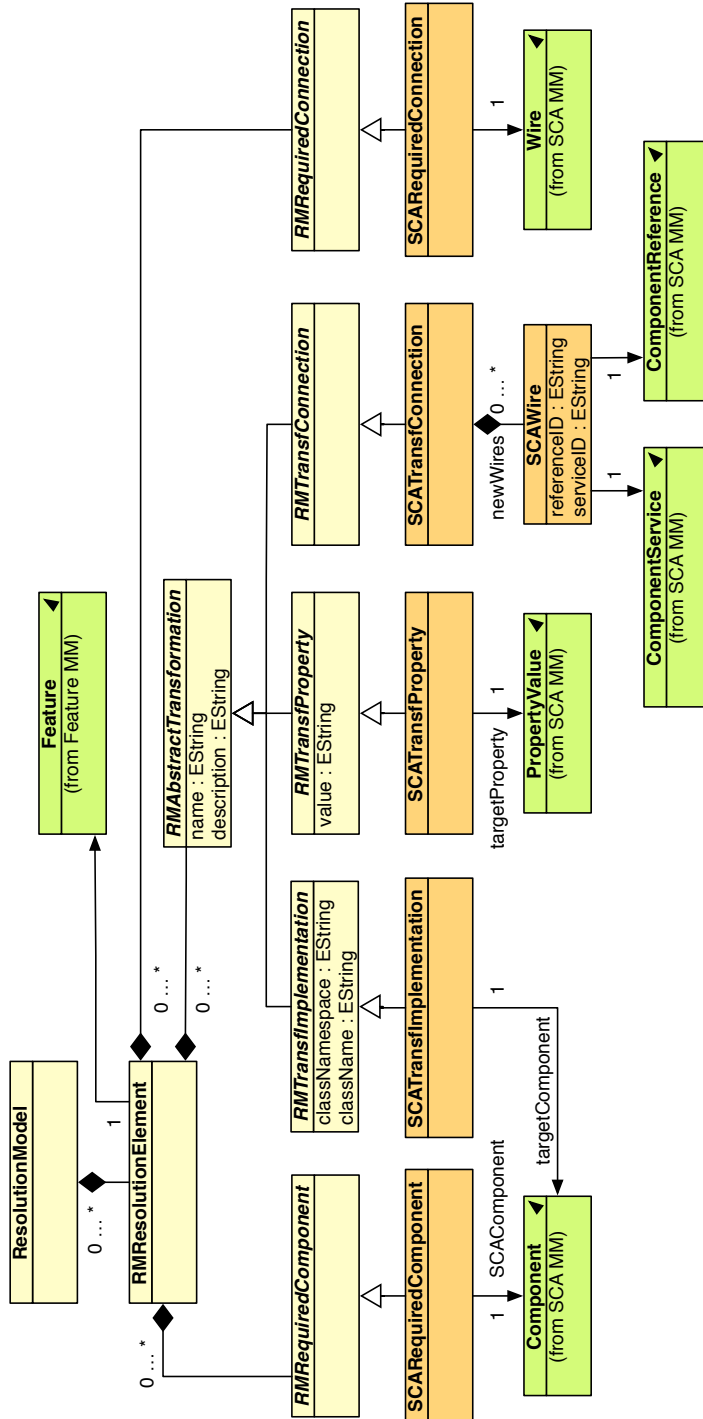 ResolutionModel
0 ... *
RMResolutionElement
1
Feature
(from Feature MM)
0 ... *
0 ... *
0 ... *
RMAbstractTransformation
name : EString
description : EString
RMRequiredComponent
RMTransfImplementation
classNamespace : EString
className : EString
RMTransfProperty
value : EString
RMTransfConnection
RMRequiredConnection
SCARequiredComponent
SCATransfImplementation
SCATransfProperty
SCATransfConnection
SCARequiredConnection
1
SCAComponent
1
targetComponent
targetProperty
1
newWires
0 ... *
1
Component
(from SCA MM)
PropertyValue
(from SCA MM)
SCAWire
referenceID : EString
serviceID : EString
Wire
(from SCA MM)
1
1
ComponentService
(from SCA MM)
ComponentReference
(from SCA MM)